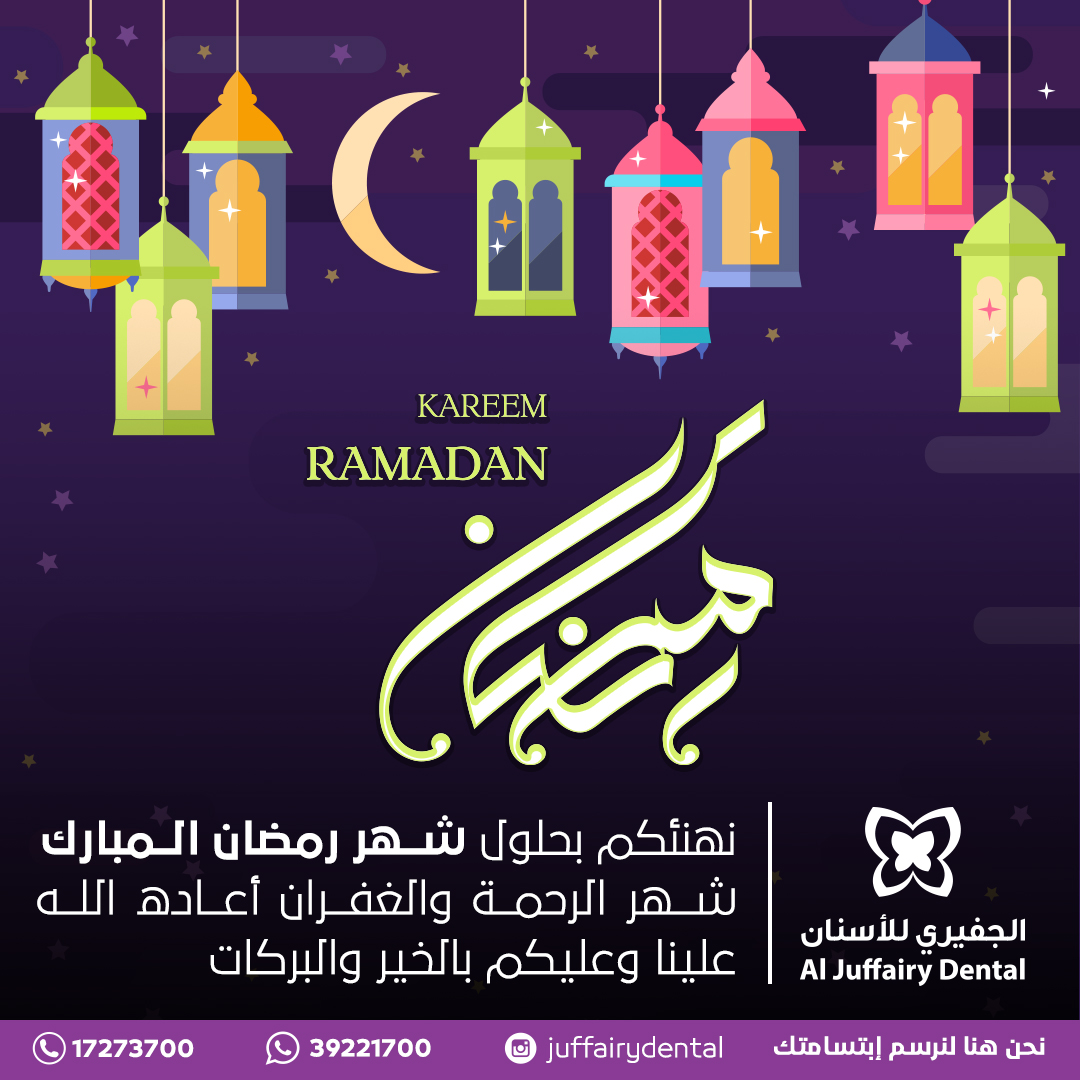 KAREEM
RAMADAN
رمضان
نهنئكم بحلول شهر رمضان المبارك
شهر الرحمة والغفران أعاده الله
علينا وعليكم بالخير والبركات
الجفيري للأسنان
Al Juffairy Dental
17273700
39221700
juffairydental
نحن هنا لنرسم إبتسامتك